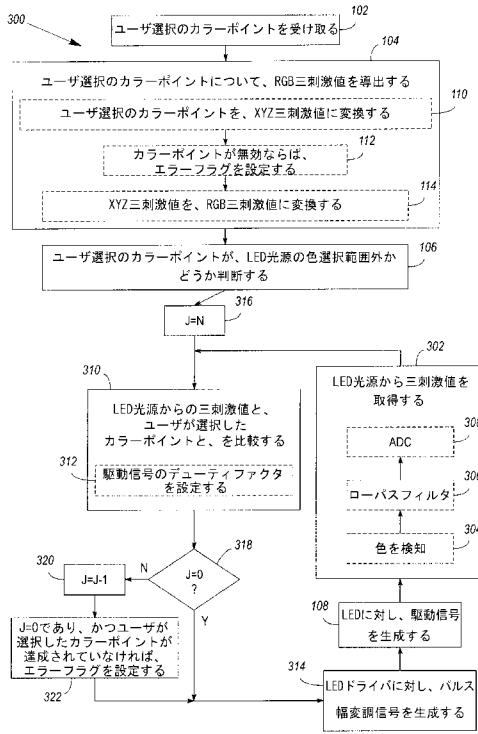 300
102
ユーザ選択のカラーポイントを受け取る
104
ユーザ選択のカラーポイントについて、RGB三刺激値を導出する
110
ユーザ選択のカラーポイントを、XYZ三刺激値に変換する
112
カラーポイントが無効ならば、
エラーフラグを設定する
114
XYZ三刺激値を、RGB三刺激値に変換する
ユーザ選択のカラーポイントが、LED光源の色選択範囲外か
どうか判断する
106
J=N
316
302
LED光源から三刺激値を
取得する
310
LED光源からの三刺激値と、
ユーザが選択した
カラーポイントと、を比較する
312
駆動信号のデューティファクタ
を設定する
ADC
ローパスフィルタ
306
色を検知
304
318
J=0
?
N
Y
320
J=J-1
J=0であり、かつユーザが
選択したカラーポイントが
達成されていなければ、
エラーフラグを設定する
322
108
LEDに対し、駆動信号
を生成する
314
LEDドライバに対し、パルス
幅変調信号を生成する